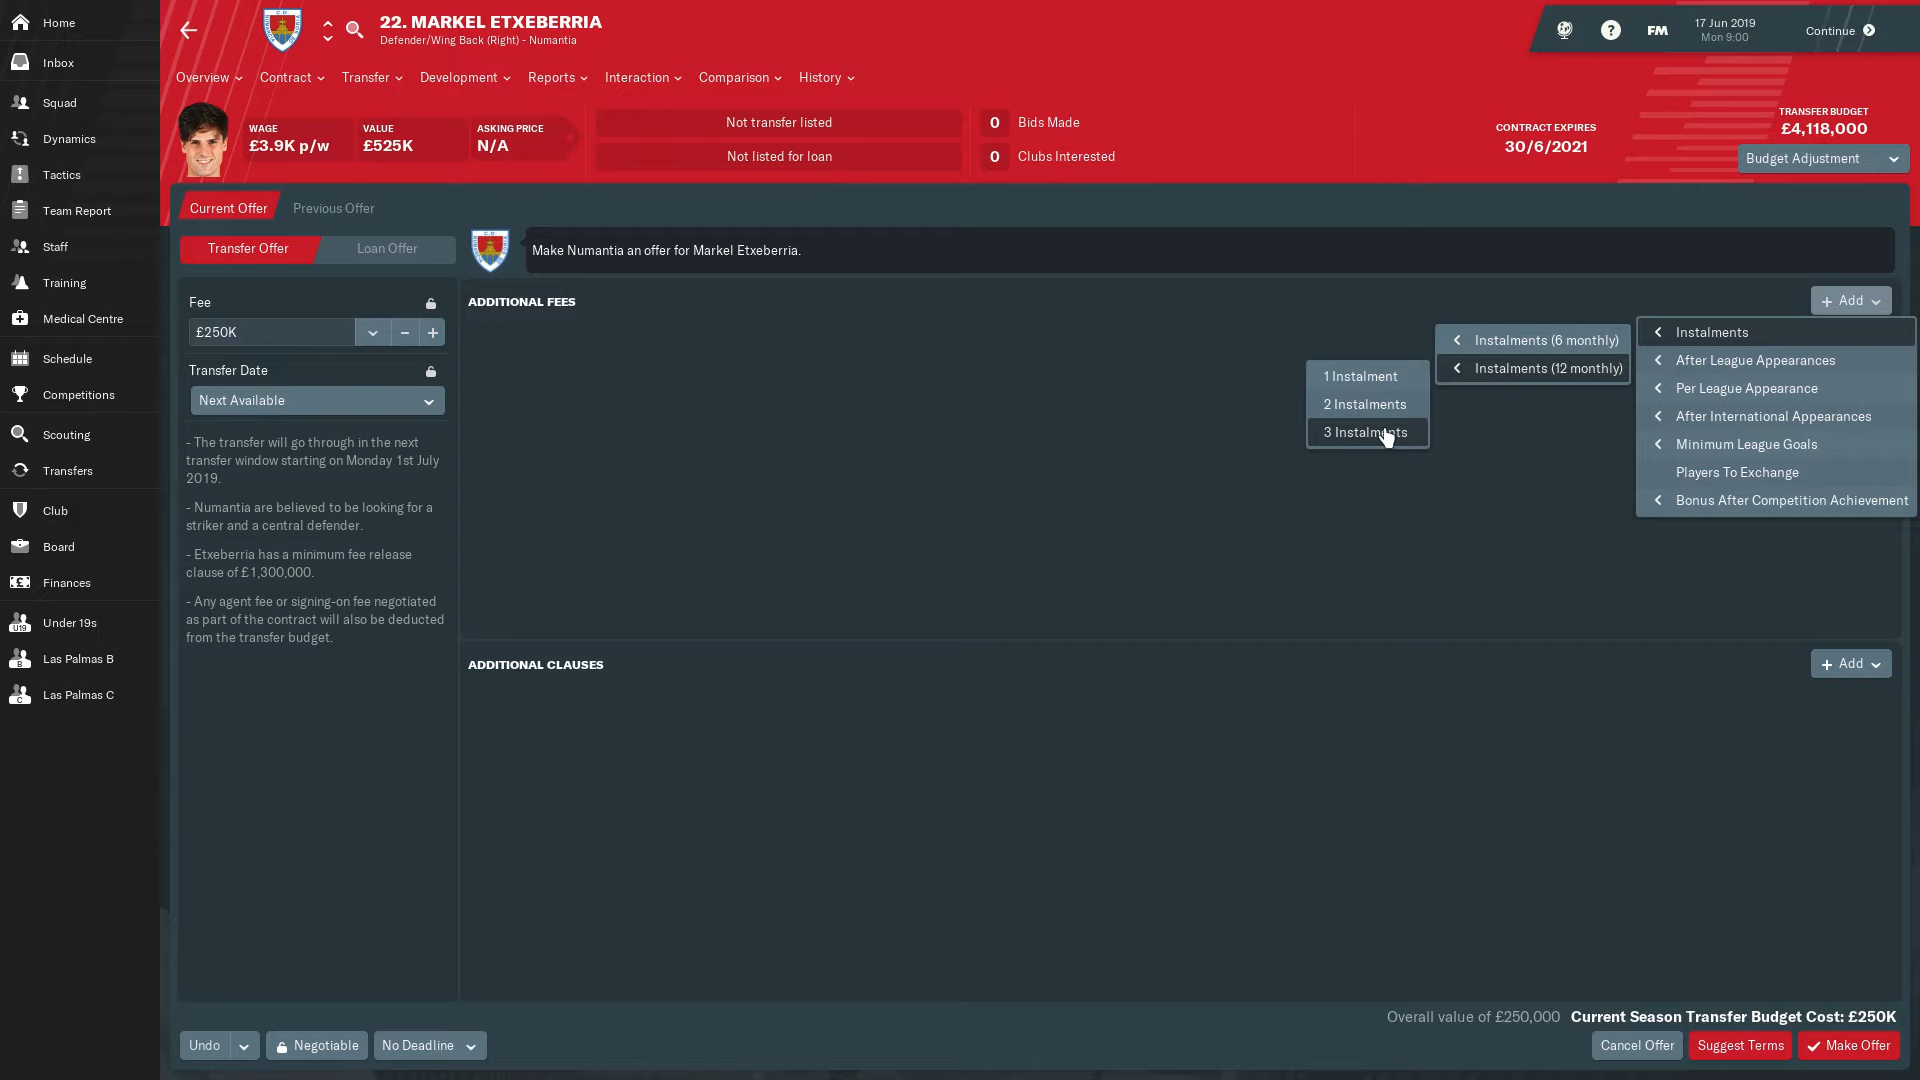 Home
Inbox
Squad
Dynamics
Tactics
Team Report
Staff
Training
Medical Centre
Schedule
Competitions
Scouting
Transfers
Club
Board
Finances
U19
Under 19s
B
Las Palmas B
C
Las Palmas C
22. MARKEL ETXEBERRIA
Defender/Wing Back (Right) - Numantia
?
FM
17 Jun 2019
Mon 9:00
Continue
Overview
Contract
Transfer
Development
Reports
Interaction
Comparison
History
WAGE
£3.9K p/w
VALUE
£525K
ASKING PRICE
N/A
Not transfer listed
Not listed for loan
0 Bids Made
0 Clubs Interested
CONTRACT EXPIRES
30/6/2021
TRANSFER BUDGET
£4,118,000
Budget Adjustment
Current Offer
Previous Offer
Transfer Offer
Loan Offer
Make Numantia an offer for Markel Etxeberria.
Fee
£250K
Transfer Date
Next Available
- The transfer will go through in the next
transfer window starting on Monday 1st July
2019.
- Numantia are believed to be looking for a
striker and a central defender.
- Etxeberria has a minimum fee release
clause of £1,300,000.
- Any agent fee or signing-on fee negotiated
as part of the contract will also be deducted
from the transfer budget.
ADDITIONAL FEES
+ Add
Instalments
After League Appearances
Per League Appearance
After International Appearances
Minimum League Goals
Players To Exchange
Bonus After Competition Achievement
Instalments (6 monthly)
Instalments (12 monthly)
1 Instalment
2 Instalments
3 Instalments
ADDITIONAL CLAUSES
+ Add
Overall value of £250,000 Current Season Transfer Budget Cost: £250K
Undo
Negotiable
No Deadline
Cancel Offer
Suggest Terms
Make Offer